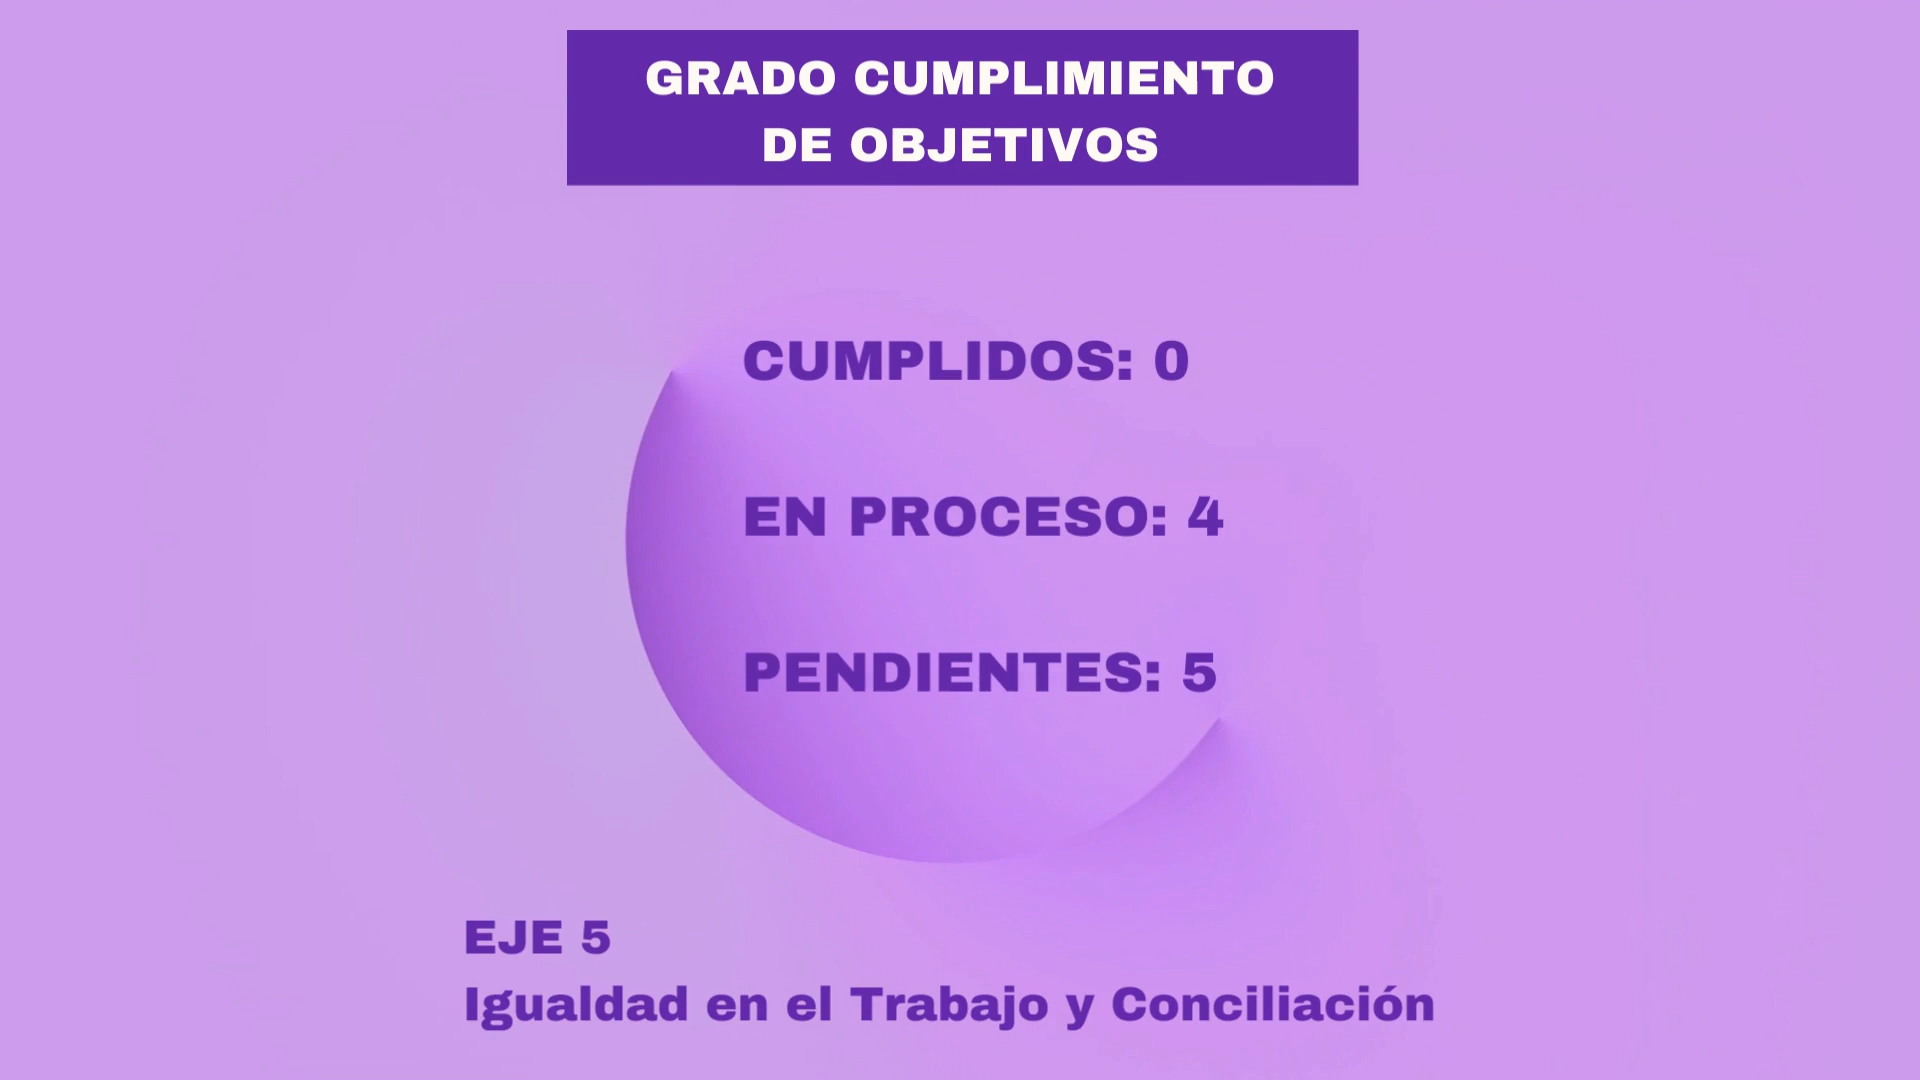 GRADO CUMPLIMIENTO
DE OBJETIVOS
CUMPLIDOS: 0
EN PROCESO: 4
PENDIENTES: 5
EJE 5
Igualdad en el Trabajo y Conciliación